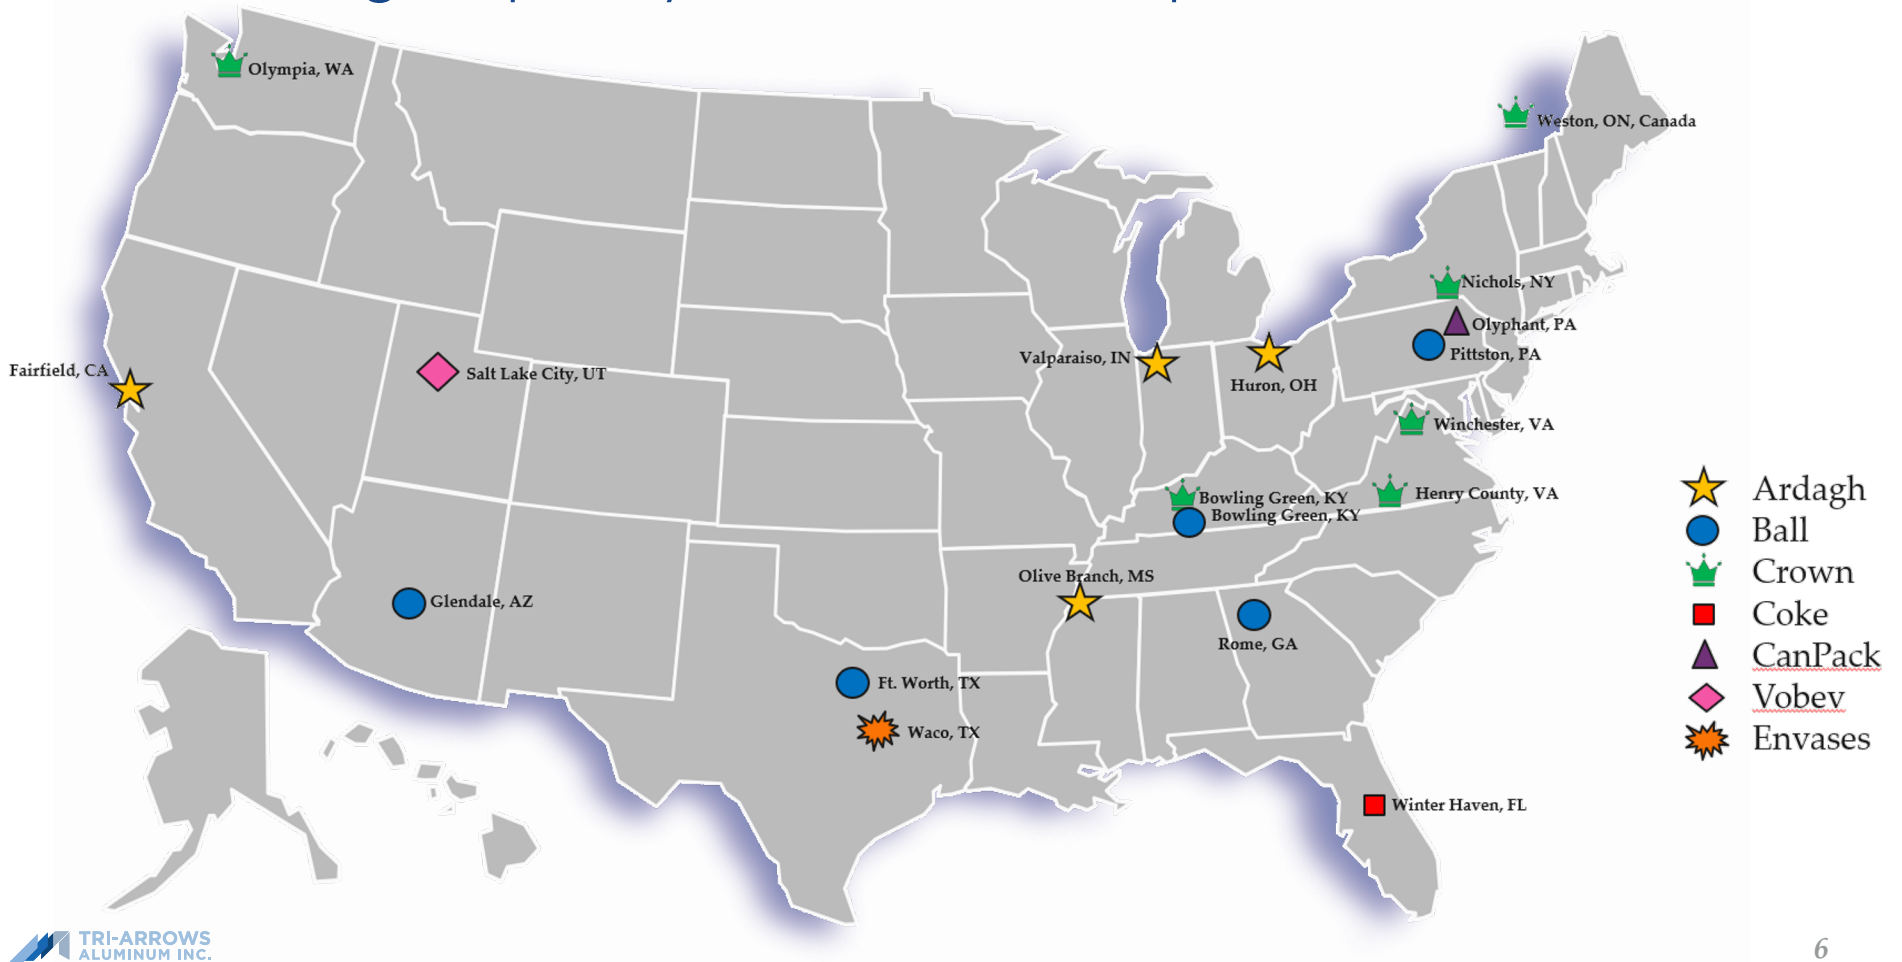 Olympia, WA
Weston, ON, Canada
Nichols, NY
Olyphant, PA
Pittston, PA
Fairfield, CA
Salt Lake City, UT
Valparaiso, IN
Huron, OH
Winchester, VA
Henry County, VA
Bowling Green, KY
Bowling Green, KY
Olive Branch, MS
Glendale, AZ
Rome, GA
Ft. Worth, TX
Waco, TX
Winter Haven, FL
Ardagh
Ball
Crown
Coke
CanPack
Vobev
Envases
TRI-ARROWS
ALUMINUM INC.
6